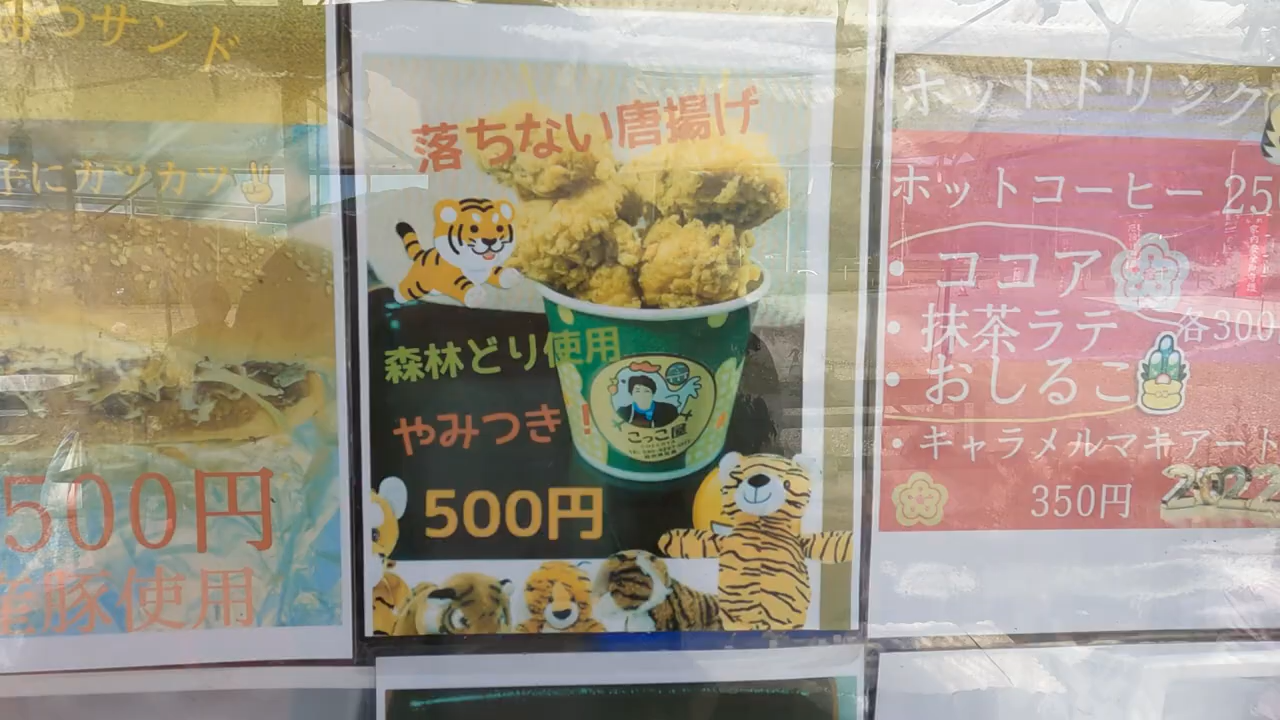 つサンド
子にガツカツ
500円
産豚使用
落ちない唐揚げ
森林どり使用
やみつき！
500円
こっこ屋
ホットドリンク
ホットコーヒー 25
・ココア
・抹茶ラテ 各300
・おしるこ
・キャラメルマキアート
350円
2022